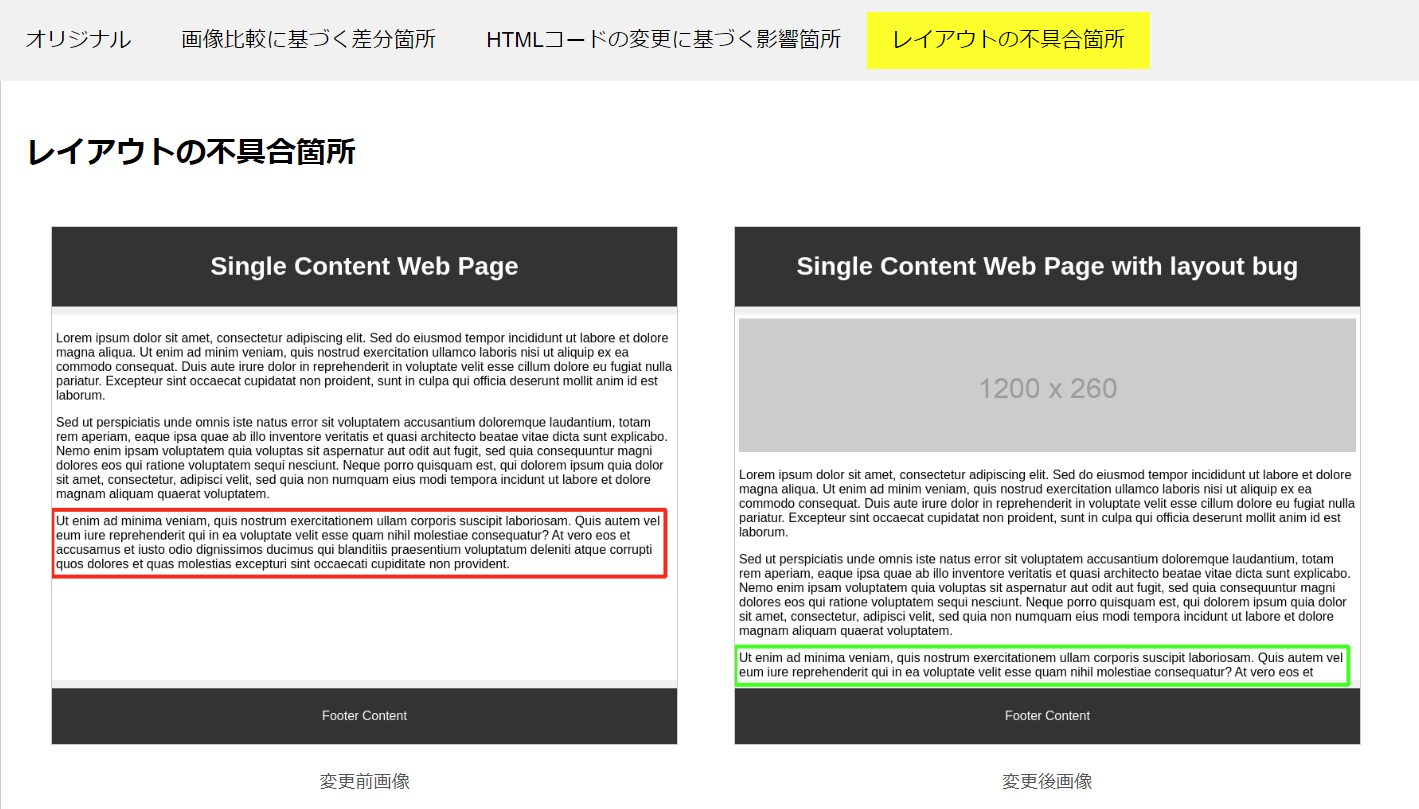 オリジナル 画像比較に基づく差分箇所 HTMLコードの変更に基づく影響箇所 レイアウトの不具合箇所
レイアウトの不具合箇所
Single Content Web Page
Lorem ipsum dolor sit amet, consectetur adipiscing elit. Sed do eiusmod tempor incididunt ut labore et dolore
magna aliqua. Ut enim ad minim veniam, quis nostrud exercitation ullamco laboris nisi ut aliquip ex ea
commodo consequat. Duis aute irure dolor in reprehenderit in voluptate velit esse cillum dolore eu fugiat nulla
pariatur. Excepteur sint occaecat cupidatat non proident, sunt in culpa qui officia deserunt mollit anim id est
laborum.
Sed ut perspiciatis unde omnis iste natus error sit voluptatem accusantium doloremque laudantium, totam
rem aperiam, eaque ipsa quae ab illo inventore veritatis et quasi architecto beatae vitae dicta sunt explicabo.
Nemo enim ipsam voluptatem quia voluptas sit aspernatur aut odit aut fugit, sed quia consequuntur magni
dolores eos qui ratione voluptatem sequi nesciunt. Neque porro quisquam est, qui dolorem ipsum quia dolor
sit amet, consectetur, adipisci velit, sed quia non numquam eius modi tempora incidunt ut labore et dolore
magnam aliquam quaerat voluptatem.
Ut enim ad minima veniam, quis nostrum exercitationem ullam corporis suscipit laboriosam. Quis autem vel
eum iure reprehenderit qui in ea voluptate velit esse quam nihil molestiae consequatur? At vero eos et
accusamus et iusto odio dignissimos ducimus qui blanditiis praesentium voluptatum deleniti atque corrupti
quos dolores et quas molestias excepturi sint occaecati cupiditate non provident.
Footer Content
変更前画像
Single Content Web Page with layout bug
1200 x 260
Lorem ipsum dolor sit amet, consectetur adipiscing elit. Sed do eiusmod tempor incididunt ut labore et dolore
magna aliqua. Ut enim ad minim veniam, quis nostrud exercitation ullamco laboris nisi ut aliquip ex ea
commodo consequat. Duis aute irure dolor in reprehenderit in voluptate velit esse cillum dolore eu fugiat nulla
pariatur. Excepteur sint occaecat cupidatat non proident, sunt in culpa qui officia deserunt mollit anim id est
laborum.
Sed ut perspiciatis unde omnis iste natus error sit voluptatem accusantium doloremque laudantium, totam
rem aperiam, eaque ipsa quae ab illo inventore veritatis et quasi architecto beatae vitae dicta sunt explicabo.
Nemo enim ipsam voluptatem quia voluptas sit aspernatur aut odit aut fugit, sed quia consequuntur magni
dolores eos qui ratione voluptatem sequi nesciunt. Neque porro quisquam est, qui dolorem ipsum quia dolor
sit amet, consectetur, adipisci velit, sed quia non numquam eius modi tempora incidunt ut labore et dolore
magnam aliquam quaerat voluptatem.
Ut enim ad minima veniam, quis nostrum exercitationem ullam corporis suscipit laboriosam. Quis autem vel
eum iure reprehenderit qui in ea voluptate velit esse quam nihil molestiae consequatur? At vero eos et
Footer Content
変更後画像